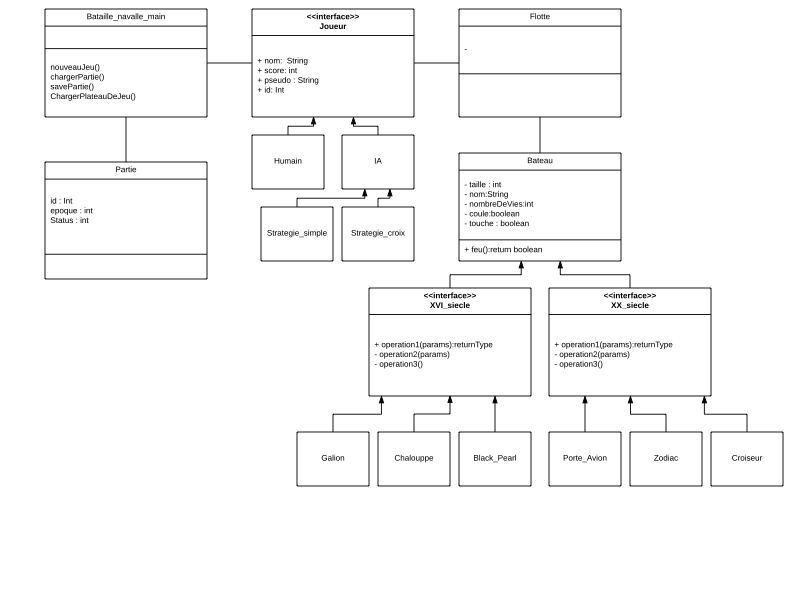 Bataille_navalle_main
nouveauJeu()
chargerPartie()
savePartie()
ChargerPlateauDeJeu()
<<interface>>
Joueur
+ nom:  String
+ score: int
+ pseudo : String
+ id: Int
Flotte
-
Humain
IA
Strategie_simple
Strategie_croix
Partie
id : Int
epoque : int
Status : int
Bateau
- taille : int
- nom:String
- nombreDeVies:int
- coule:boolean
- touche : boolean
+ feu():return boolean
<<interface>>
XVI_siecle
+ operation1(params):returnType
- operation2(params)
- operation3()
<<interface>>
XX_siecle
+ operation1(params):returnType
- operation2(params)
- operation3()
Galion
Chalouppe
Black_Pearl
Porte_Avion
Zodiac
Croiseur